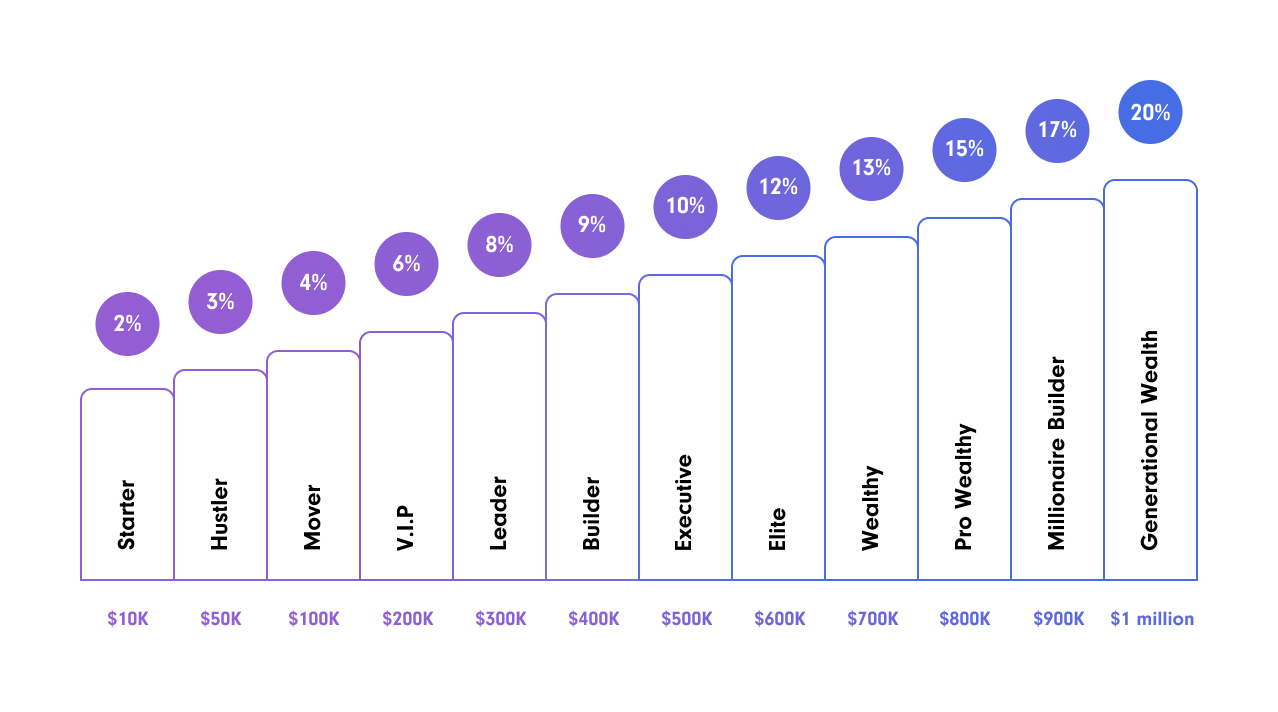 2%
3%
4%
6%
8%
9%
10%
12%
13%
15%
17%
20%
Starter
Hustler
Mover
V.I.P
Leader
Builder
Executive
Elite
Wealthy
Pro Wealthy
Millionaire Builder
Generational Wealth
$10K
$50K
$100K
$200K
$300K
$400K
$500K
$600K
$700K
$800K
$900K
$1 million